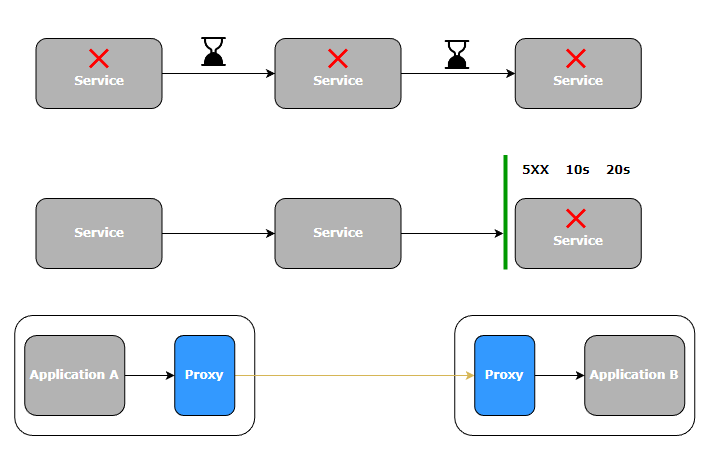 Service
Service
Service
5XX 10s 20s
Service
Service
Service
Application A
Proxy
Proxy
Application B